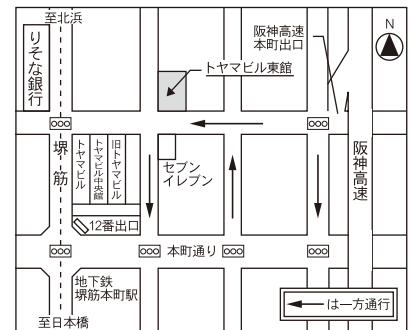 至北浜
りそな銀行
阪神高速
本町出口
N
トヤマビル東館
堺筋
トヤマビル
トヤマビル中央館
旧トヤマビル
セブン
イレブン
阪神高速
12番出口
本町通り
地下鉄
堺筋本町駅
は一方通行
至日本橋